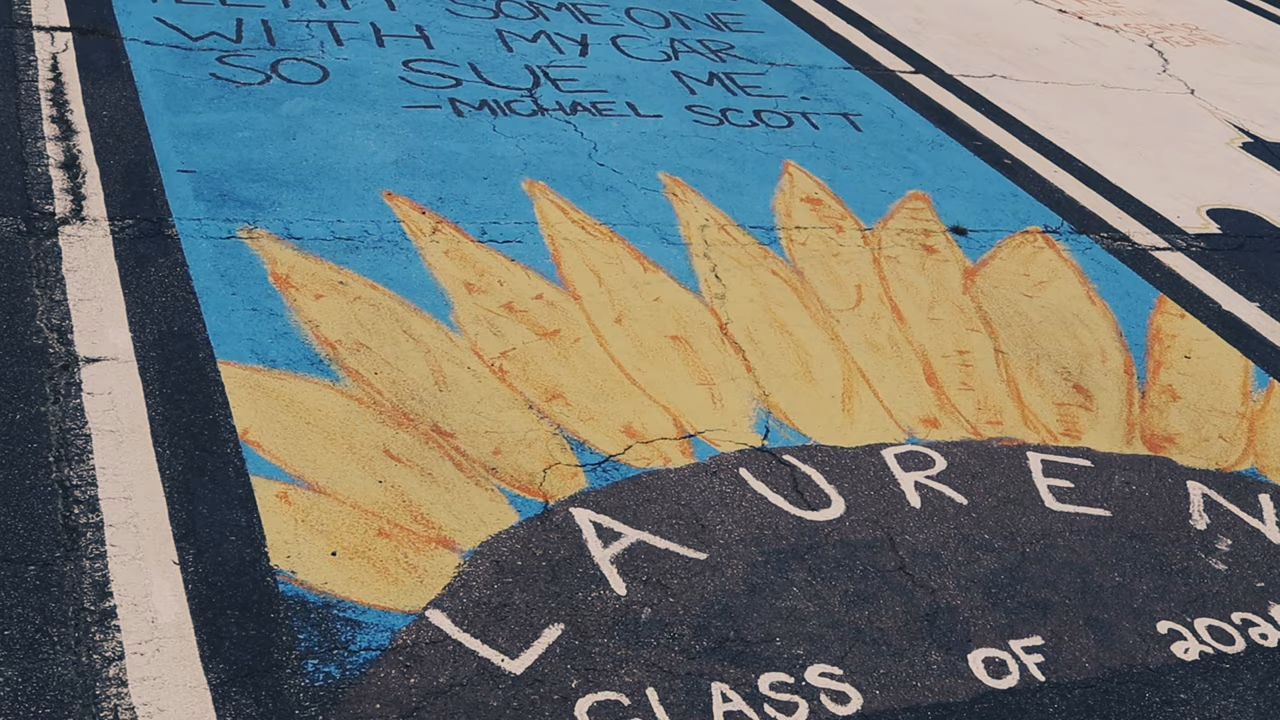 SOMEONE
WITH MY CAR
SO SUE ME.
-MICHAEL SCOTT
LAUREN
CLASS OF